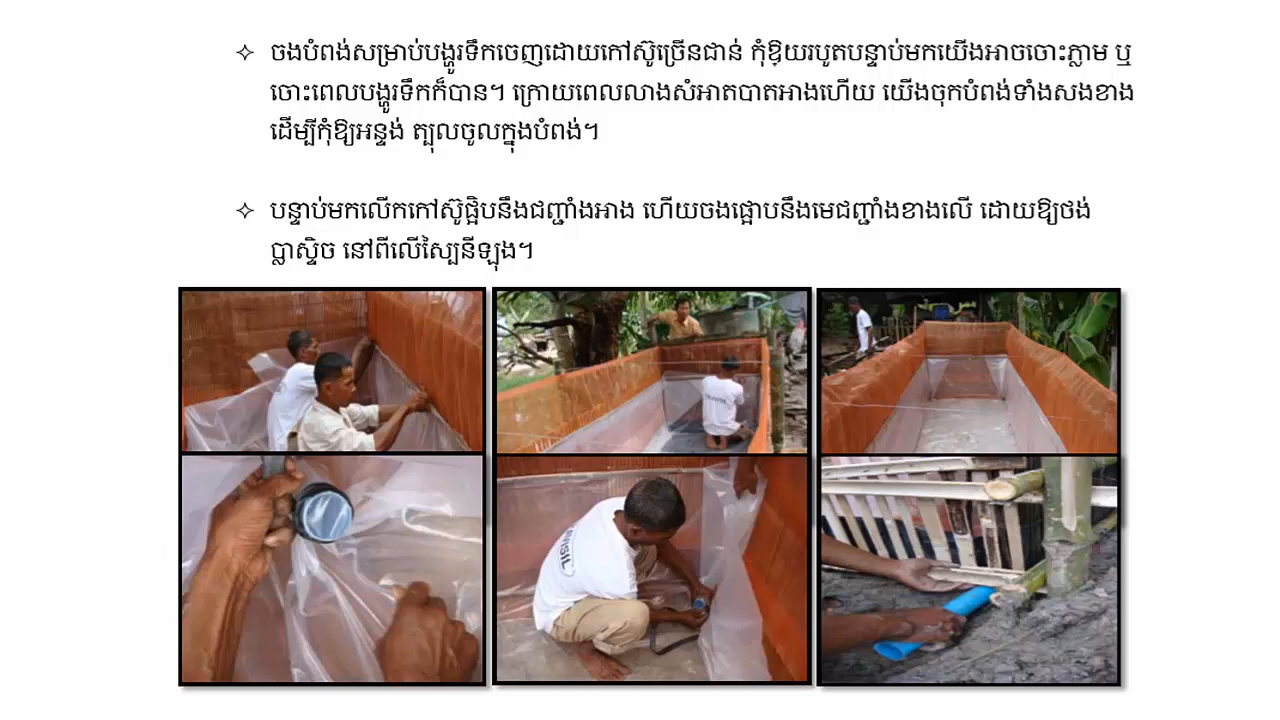 ✧ ចងបំពង់សម្រាប់បង្ហូរទឹកចេញដោយកៅស៊ូច្រើនជាន់ កុំឱ្យរបូតបន្ទាប់មកយើងអាចចោះភ្លាម ឬ
ចោះពេលបង្ហូរទឹកក៏បាន។ ក្រោយពេលលាងសំអាតបាតអាងហើយ យើងចុកបំពង់ទាំងសងខាង
ដើម្បីកុំឱ្យអន្ទង់ ត្បុលចូលក្នុងបំពង់។
✧ បន្ទាប់មកលើកកៅស៊ូផ្អិបនឹងជញ្ជាំងអាង ហើយចងផ្អោបនឹងមេជញ្ជាំងខាងលើ ដោយឱ្យថង់
ប្លាស្ទិច នៅពីលើស្បៃនីឡុង។